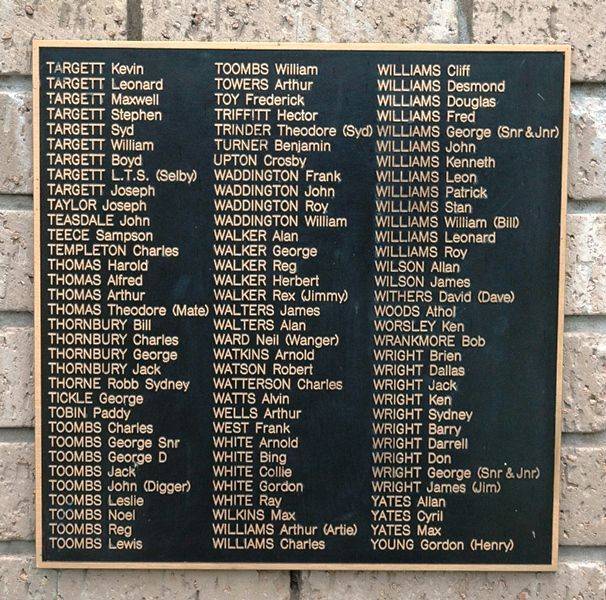 TARGETT Kevin
TARGETT Leonard
TARGETT Maxwell
TARGETT Stephen
TARGETT Syd
TARGETT William
TARGETT Boyd
TARGETT L.T.S. (Selby)
TARGETT Joseph
TAYLOR Joseph
TEASDALE John
TEECE Sampson
TEMPLETON Charles
THOMAS Harold
THOMAS Alfred
THOMAS Arthur
THOMAS Theodore (Mate)
THORNBURY Bill
THORNBURY Charles
THORNBURY George
THORNBURY Jack
THORNE Robb Sydney
TICKLE George
TOBIN Paddy
TOOMBS Charles
TOOMBS George Snr
TOOMBS George D
TOOMBS Jack
TOOMBS John (Digger)
TOOMBS Leslie
TOOMBS Noel
TOOMBS Reg
TOOMBS Lewis
TOOMBS William
TOWERS Arthur
TOY Frederick
TRIFFITT Hector
TRINDER Theodore (Syd)
TURNER Benjamin
UPTON Crosby
WADDINGTON Frank
WADDINGTON John
WADDINGTON Roy
WADDINGTON William
WALKER Alan
WALKER George
WALKER Reg
WALKER Herbert
WALKER Rex (Jimmy)
WALTERS James
WALTERS Alan
WARD Neil (Wanger)
WATKINS Arnold
WATSON Robert
WATTERSON Charles
WATTS Alvin
WELLS Arthur
WEST Frank
WHITE Arnold
WHITE Bing
WHITE Collie
WHITE Gordon
WHITE Ray
WILKINS Max
WILLIAMS Arthur (Artie)
WILLIAMS Charles
WILLIAMS Cliff
WILLIAMS Desmond
WILLIAMS Douglas
WILLIAMS Fred
WILLIAMS George (Snr & Jnr)
WILLIAMS John
WILLIAMS Kenneth
WILLIAMS Leon
WILLIAMS Patrick
WILLIAMS Stan
WILLIAMS William (Bill)
WILLIAMS Leonard
WILLIAMS Roy
WILSON Allan
WILSON James
WITHERS David (Dave)
WOODS Athol
WORSLEY Ken
WRANKMORE Bob
WRIGHT Brien
WRIGHT Dallas
WRIGHT Jack
WRIGHT Ken
WRIGHT Sydney
WRIGHT Barry
WRIGHT Darrell
WRIGHT Don
WRIGHT George (Snr & Jnr)
WRIGHT James (Jim)
YATES Allan
YATES Cyril
YATES Max
YOUNG Gordon (Henry)